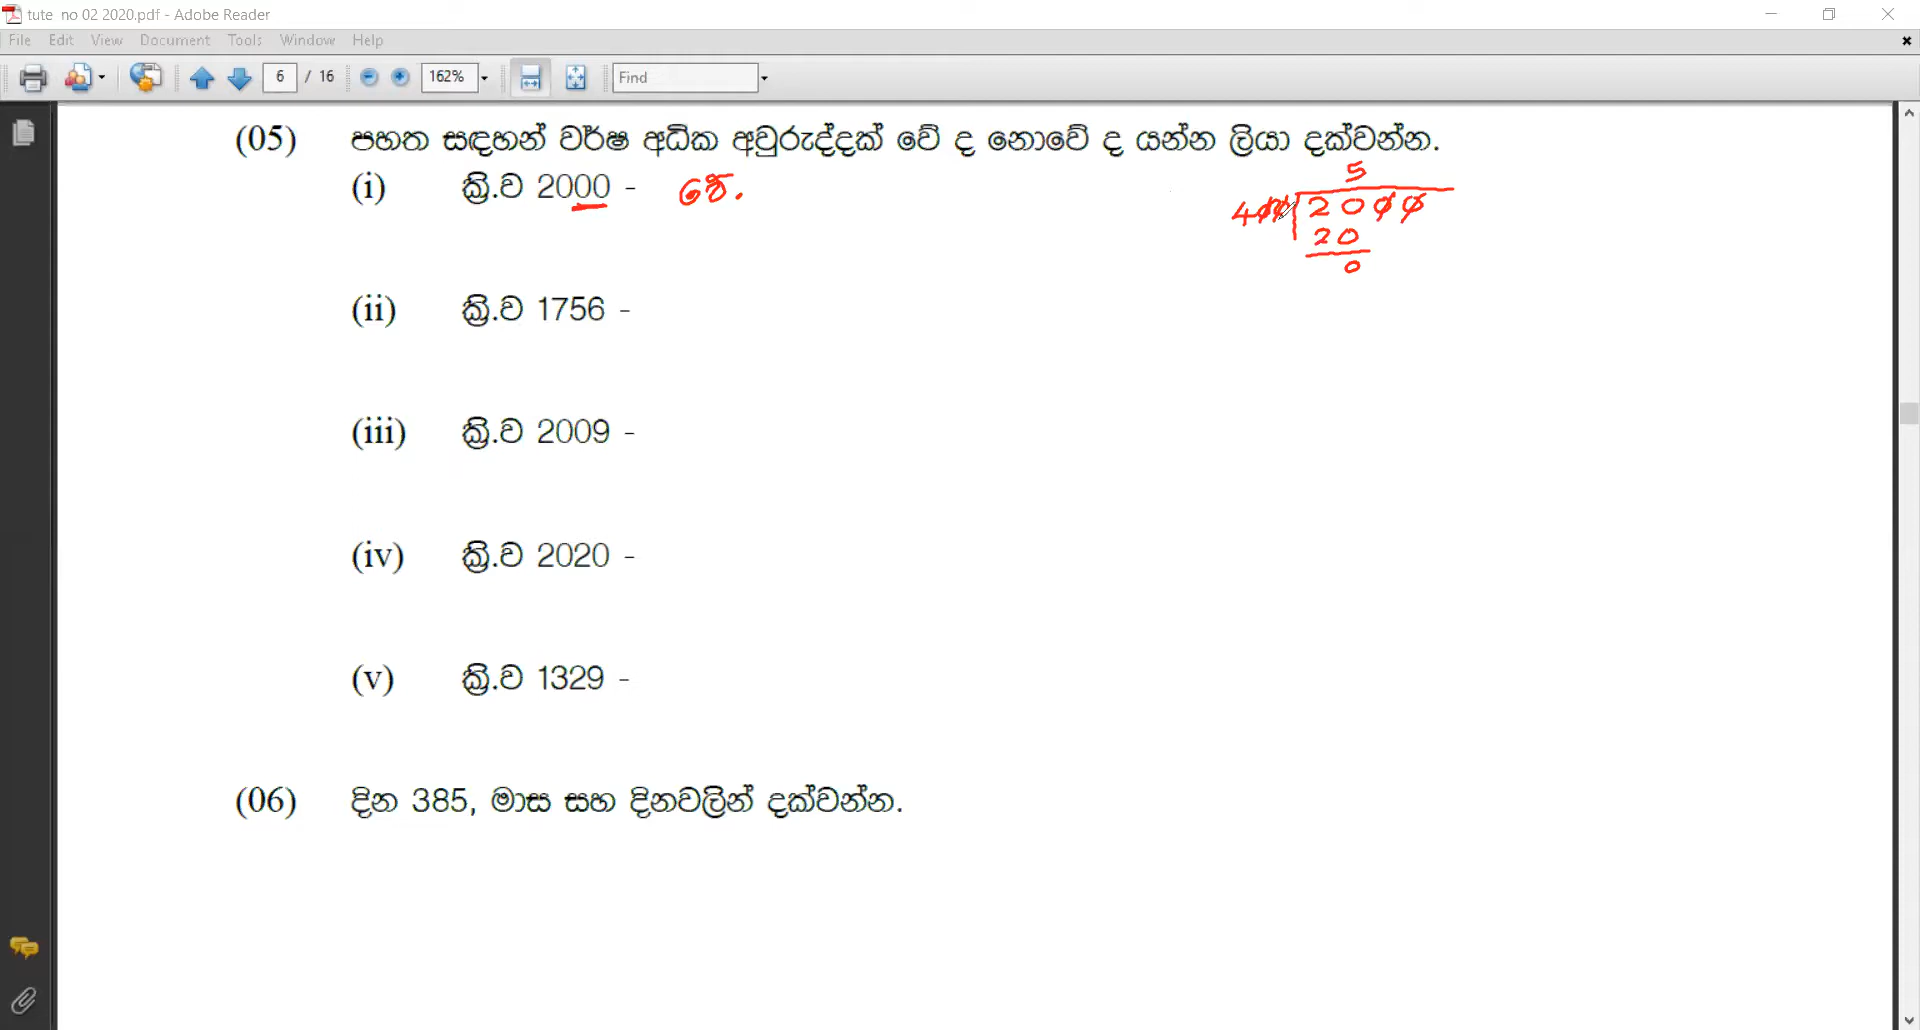 tute no 02 2020.pdf - Adobe Reader
File Edit View Document Tools Window Help
6 / 16 162% Find
(05) පහත සඳහන් වර්ෂ අධික අවුරුද්දක් වේ ද නොවේ ද යන්න ලියා දක්වන්න.
5
(i) ක්‍රි.ව 2000 - වේ.
400 2000
20
0
(ii) ක්‍රි.ව 1756 -
(iii) ක්‍රි.ව 2009 -
(iv) ක්‍රි.ව 2020 -
(v) ක්‍රි.ව 1329 -
(06) දින 385, මාස සහ දිනවලින් දක්වන්න.